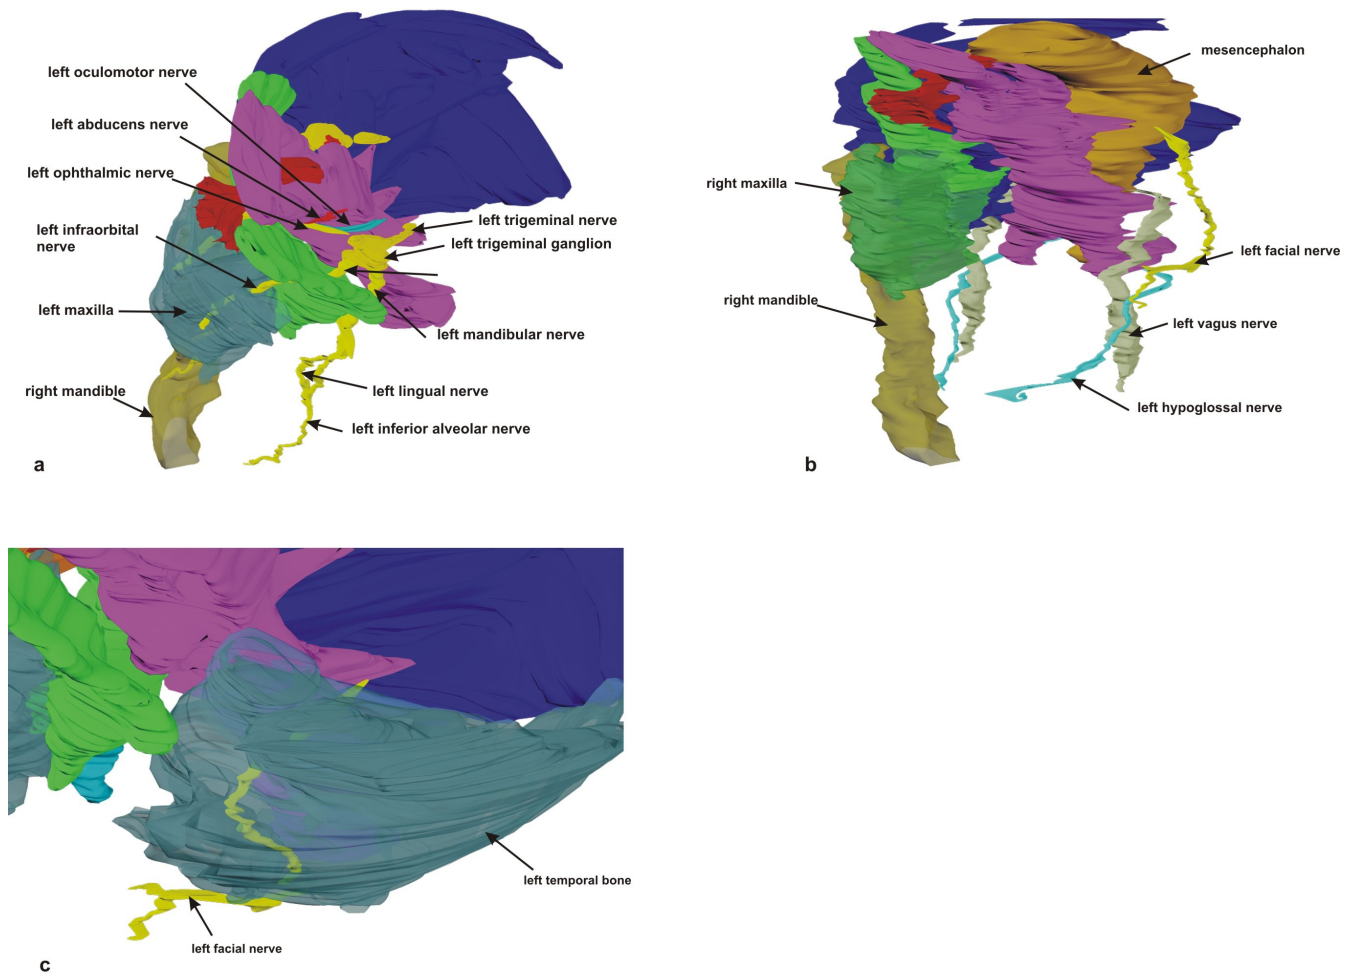 left oculomotor nerve
left abducens nerve
left ophthalmic nerve
left infraorbital
nerve
left maxilla
right mandible
left trigeminal nerve
left trigeminal ganglion
left mandibular nerve
left lingual nerve
left inferior alveolar nerve
a
mesencephalon
right maxilla
left facial nerve
right mandible
left vagus nerve
left hypoglossal nerve
b
left temporal bone
left facial nerve
c